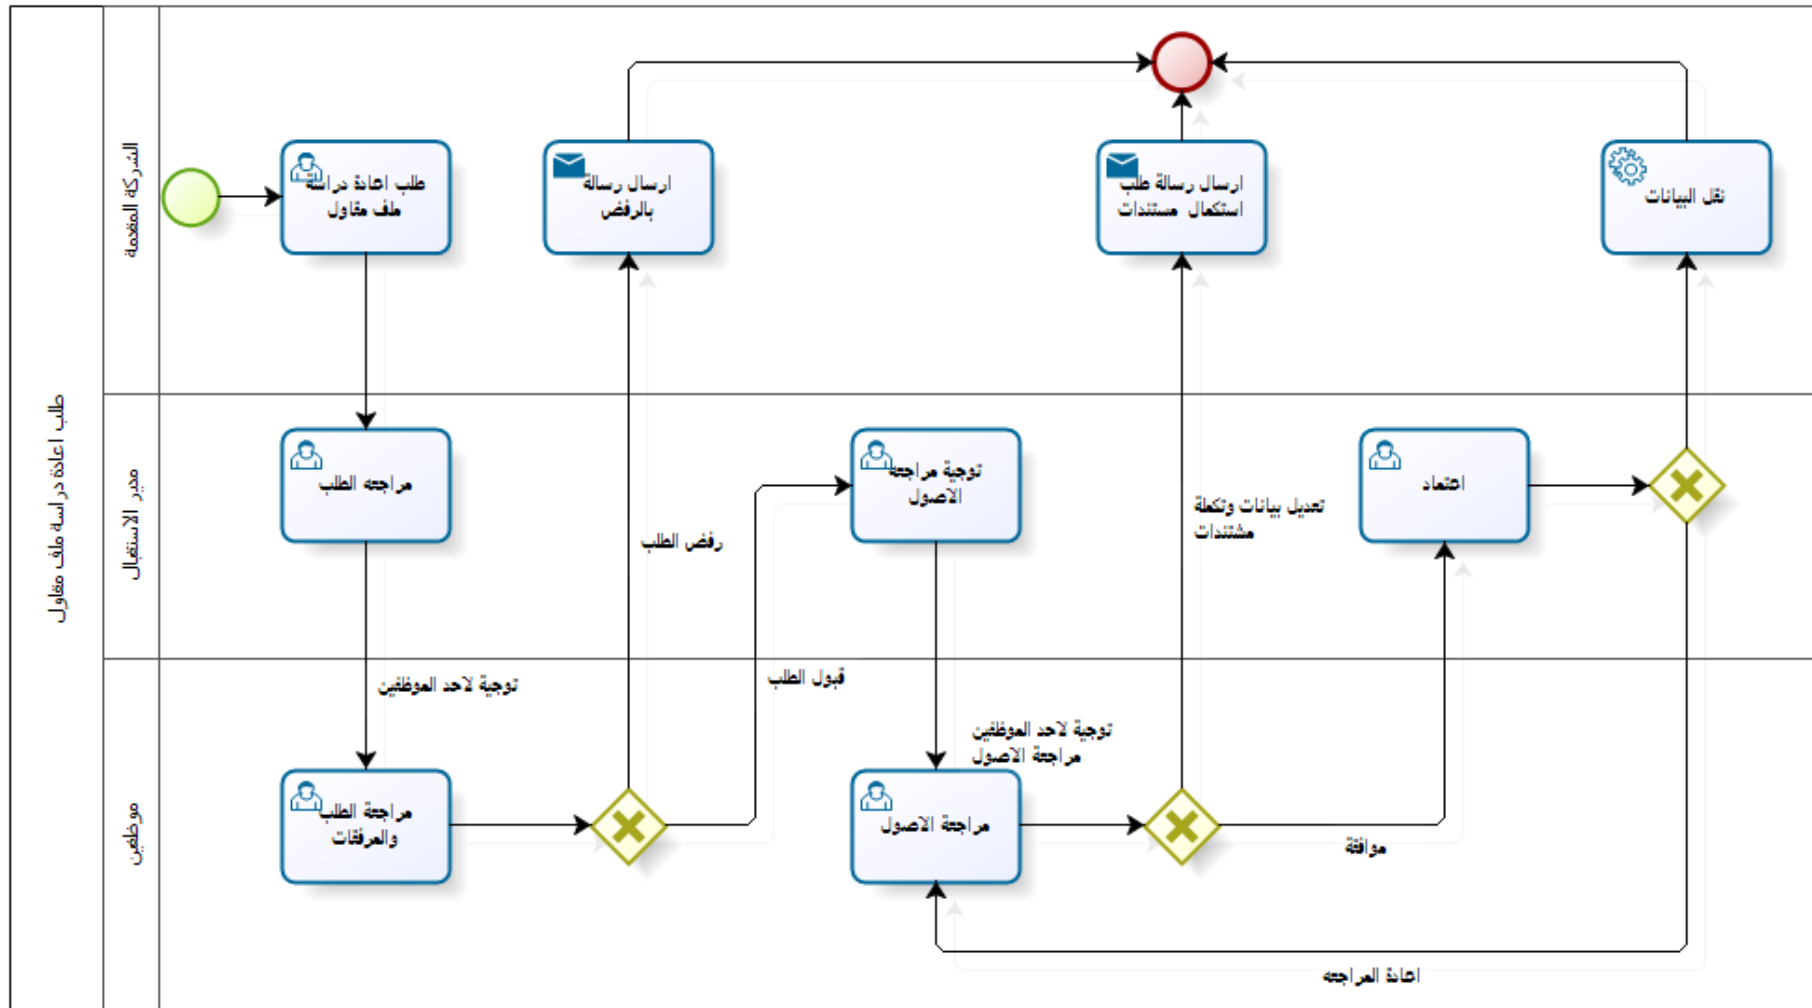 طلب اعادة دراسة ملف مقاول
الشركة المقدمة
طلب اعادة دراسة
ملف مقاول
ارسال رسالة
بالرفض
ارسال رسالة طلب
استكمال مستندات
نقل البيانات
مدير الاستقبال
مراجعه الطلب
رفض الطلب
توجية مراجعه
الاصول
تعديل بيانات وتكملة
مشتندات
اعتماد
موظفين
توجية لاحد الموظفين
قبول الطلب
توجية لاحد الموظفين
مراجعة الاصول
مراجعة الطلب
والمرفقات
مراجعة الاصول
موافقة
اعادة المراجعه